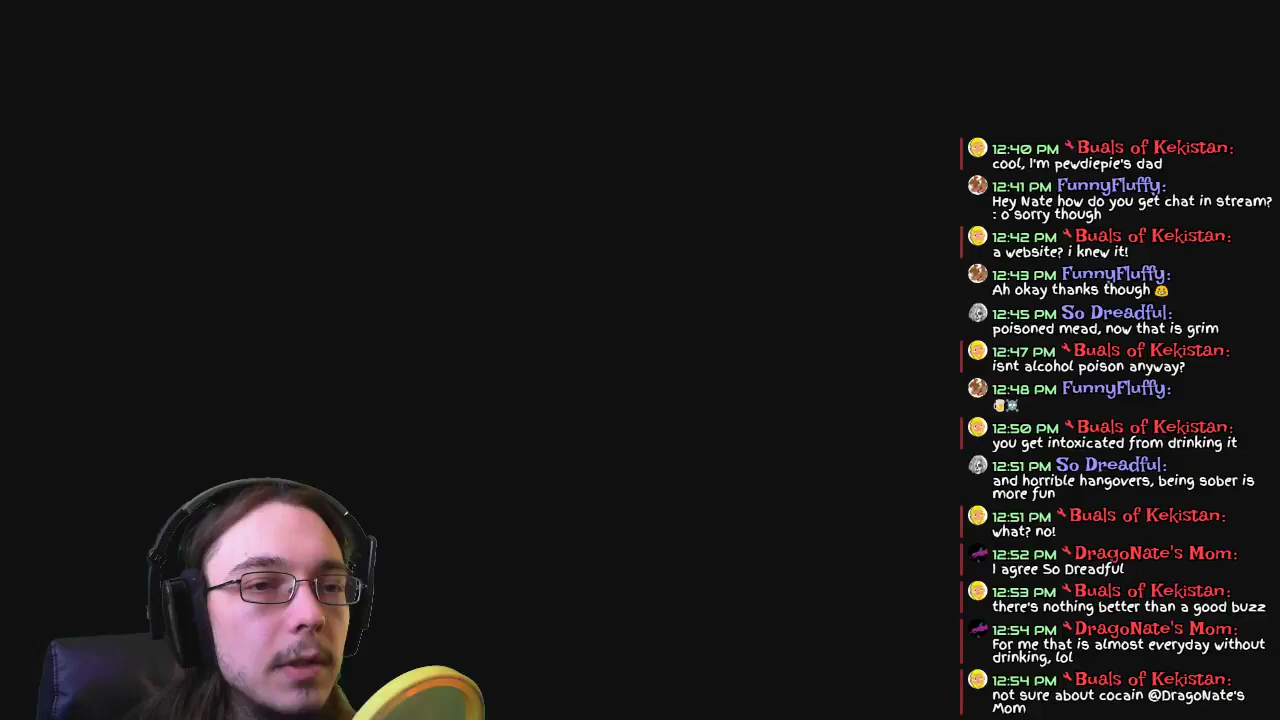 12:40 PM Buals of Kekistan:
cool, I'm pewdiepie's dad
12:41 PM FunnyFluffy:
Hey Nate how do you get chat in stream?
: o sorry though
12:42 PM Buals of Kekistan:
a website? i knew it!
12:43 PM FunnyFluffy:
Ah okay thanks though
12:45 PM So Dreadful:
poisoned mead, now that is grim
12:47 PM Buals of Kekistan:
isnt alcohol poison anyway?
12:48 PM FunnyFluffy:
12:50 PM Buals of Kekistan:
you get intoxicated from drinking it
12:51 PM So Dreadful:
and horrible hangovers, being sober is
more fun
12:51 PM Buals of Kekistan:
what? no!
12:52 PM DragoNate's Mom:
I agree So Dreadful
12:53 PM Buals of Kekistan:
there's nothing better than a good buzz
12:54 PM DragoNate's Mom:
For me that is almost everyday without
drinking, lol
12:54 PM Buals of Kekistan:
not sure about cocain @DragoNate's
Mom